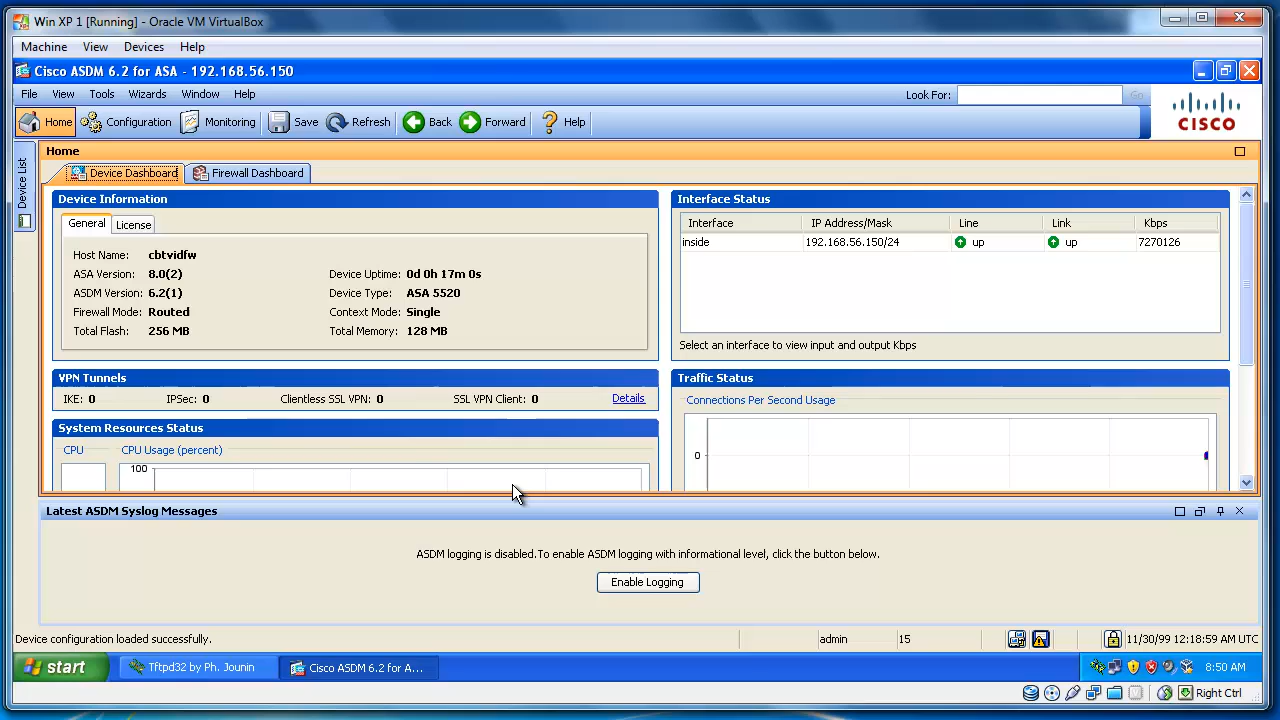 Win XP 1 [Running] - Oracle VM VirtualBox
Machine View Devices Help
Cisco ASDM 6.2 for ASA - 192.168.56.150
File View Tools Wizards Window Help Look For: Go
Home Configuration Monitoring Save Refresh Back Forward Help
CISCO
Device List
Home
Device Dashboard Firewall Dashboard
Device Information
General License
Host Name: cbtvidfw
ASA Version: 8.0(2) Device Uptime: 0d 0h 17m 0s
ASDM Version: 6.2(1) Device Type: ASA 5520
Firewall Mode: Routed Context Mode: Single
Total Flash: 256 MB Total Memory: 128 MB
Interface Status
Interface IP Address/Mask Line Link Kbps
inside 192.168.56.150/24 up up 7270126
Select an interface to view input and output Kbps
VPN Tunnels
IKE: 0 IPSec: 0 Clientless SSL VPN: 0 SSL VPN Client: 0 Details
Traffic Status
Connections Per Second Usage
0
System Resources Status
CPU CPU Usage (percent)
100
Latest ASDM Syslog Messages
ASDM logging is disabled.To enable ASDM logging with informational level, click the button below.
Enable Logging
Device configuration loaded successfully. admin 15 11/30/99 12:18:59 AM UTC
start Tftpd32 by Ph. Jounin Cisco ASDM 6.2 for A... 8:50 AM
Right Ctrl